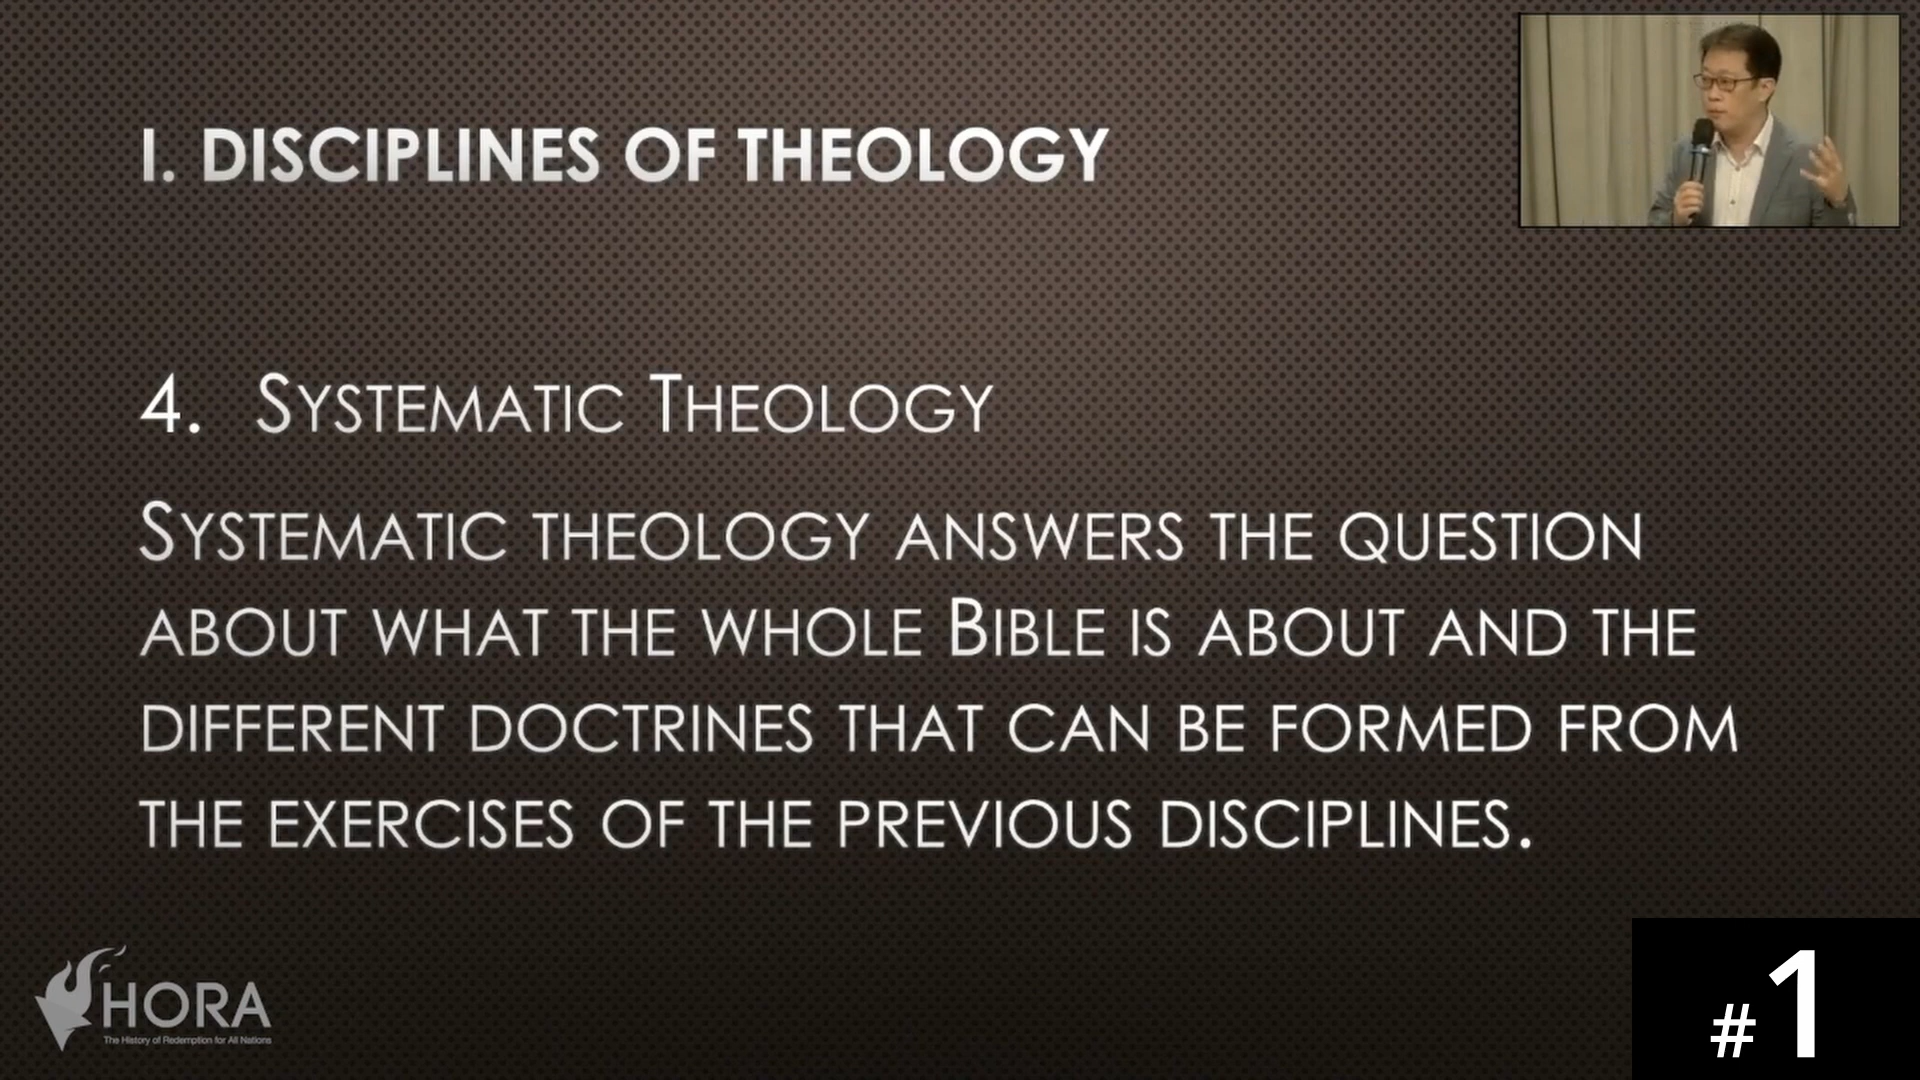 I. DISCIPLINES OF THEOLOGY
4. SYSTEMATIC THEOLOGY
SYSTEMATIC THEOLOGY ANSWERS THE QUESTION
ABOUT WHAT THE WHOLE BIBLE IS ABOUT AND THE
DIFFERENT DOCTRINES THAT CAN BE FORMED FROM
THE EXERCISES OF THE PREVIOUS DISCIPLINES.
HORA
The History of Redemption for All Nations
#1